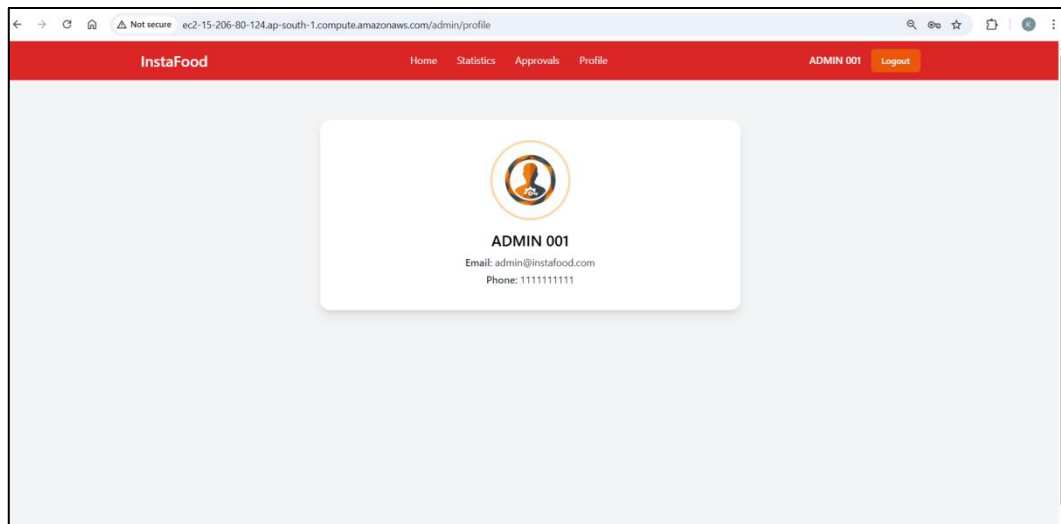 Not secure ec2-15-206-80-124.ap-south-1.compute.amazonaws.com/admin/profile K
InstaFood Home Statistics Approvals Profile ADMIN 001 Logout
ADMIN 001
Email: admin@instafood.com
Phone: 1111111111